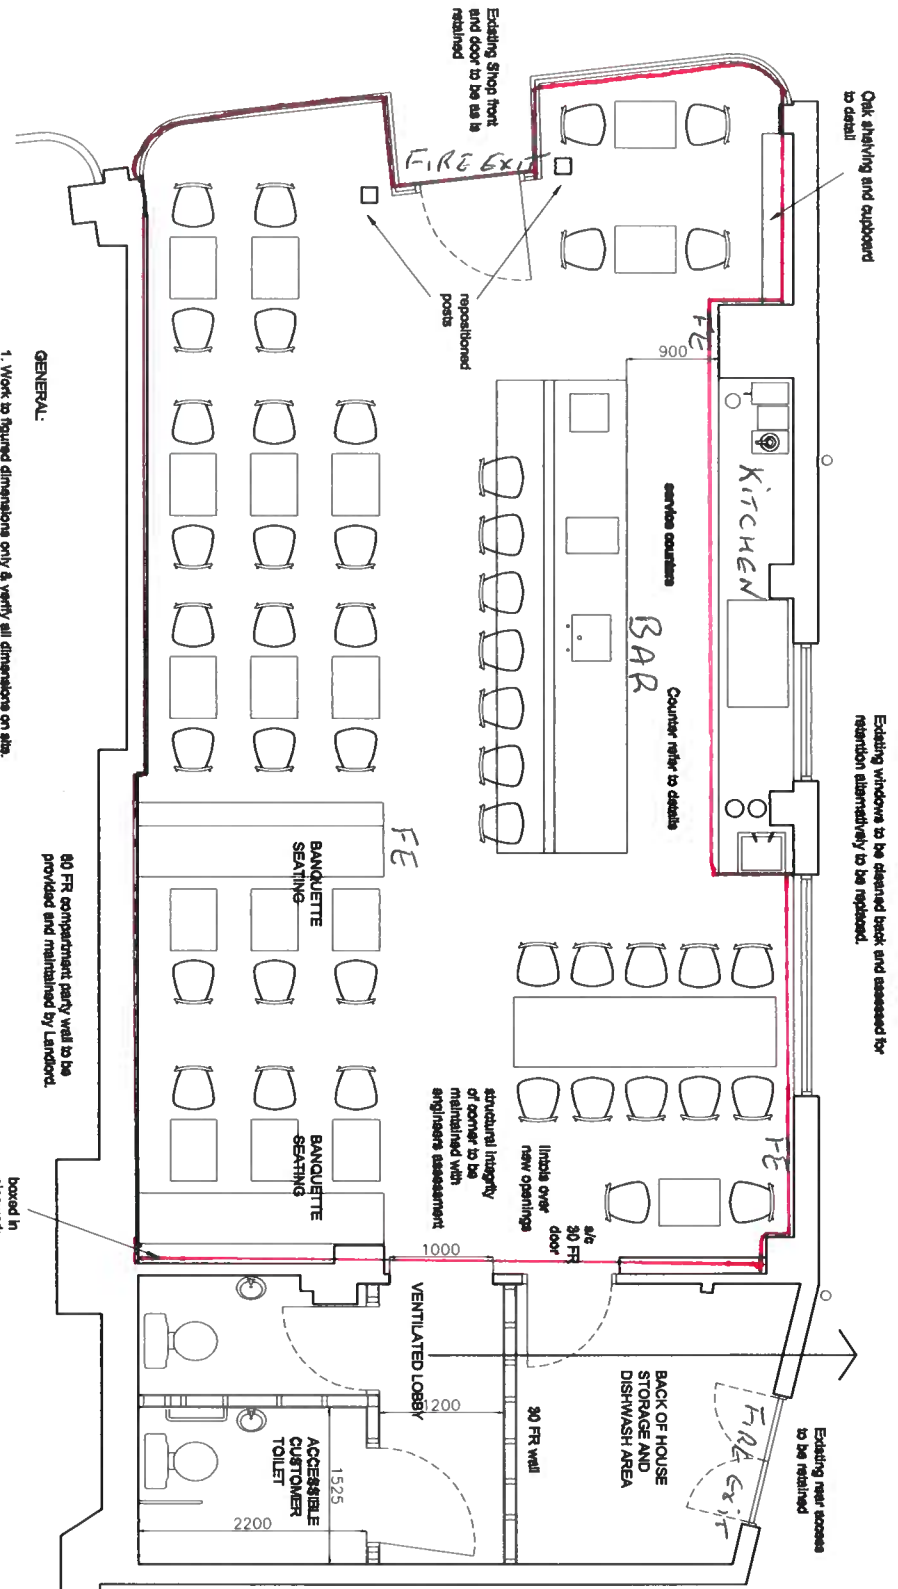 Existing Shop front
and door to be as is
retained
Oak shelving and cupboard
to detail
FIRE EXIT
repositioned
posts
FE
900
KITCHEN
service counters
BAR
Counter refer to details
Existing windows to be cleaned back and assessed for
retention alternatively to be replaced.
GENERAL:
1. Work to figured dimensions only & verify all dimensions on site.
FE
BANQUETTE
SEATING
60 FR compartment party wall to be
provided and maintained by Landlord.
FE
structural integrity
of corner to be
maintained with
engineers assessment
lintols over
new openings
s/c
30 FR
door
BANQUETTE
SEATING
boxed in
1000
VENTILATED LOBBY
1200
30 FR wall
BACK OF HOUSE
STORAGE AND
DISHWASH AREA
FIRE EXIT
Existing rear access
to be retained
ACCESSIBLE
CUSTOMER
TOILET
1525
2200